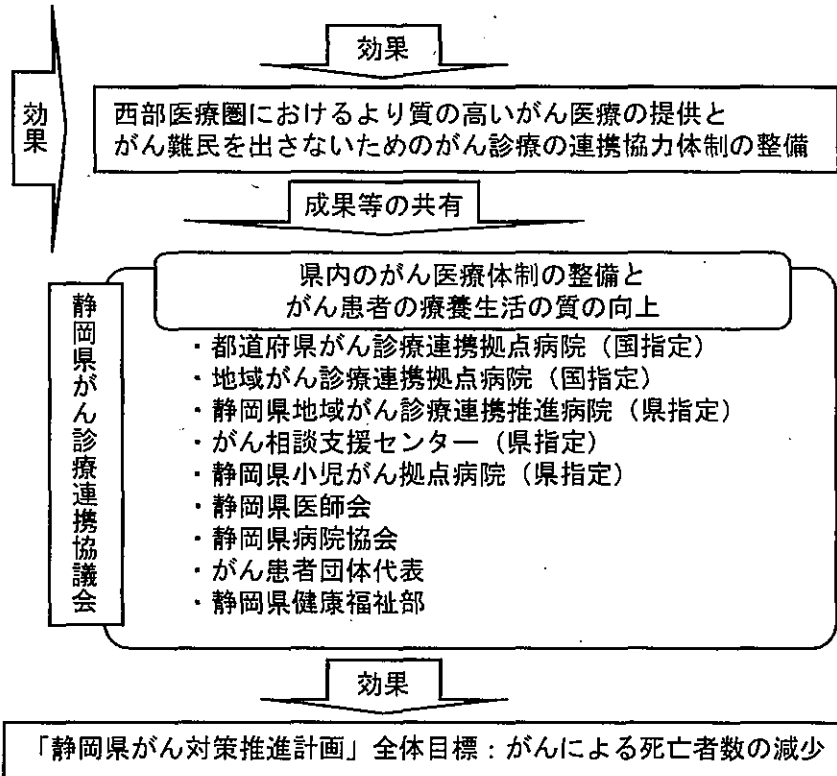 効果
効果
西部医療圏におけるより質の高いがん医療の提供と
がん難民を出さないためのがん診療の連携協力体制の整備
成果等の共有
県内のがん医療体制の整備と
がん患者の療養生活の質の向上
静岡県がん診療連携協議会
・都道府県がん診療連携拠点病院（国指定）
・地域がん診療連携拠点病院（国指定）
・静岡県地域がん診療連携推進病院（県指定）
・がん相談支援センター（県指定）
・静岡県小児がん拠点病院（県指定）
・静岡県医師会
・静岡県病院協会
・がん患者団体代表
・静岡県健康福祉部
効果
「静岡県がん対策推進計画」全体目標：がんによる死亡者数の減少